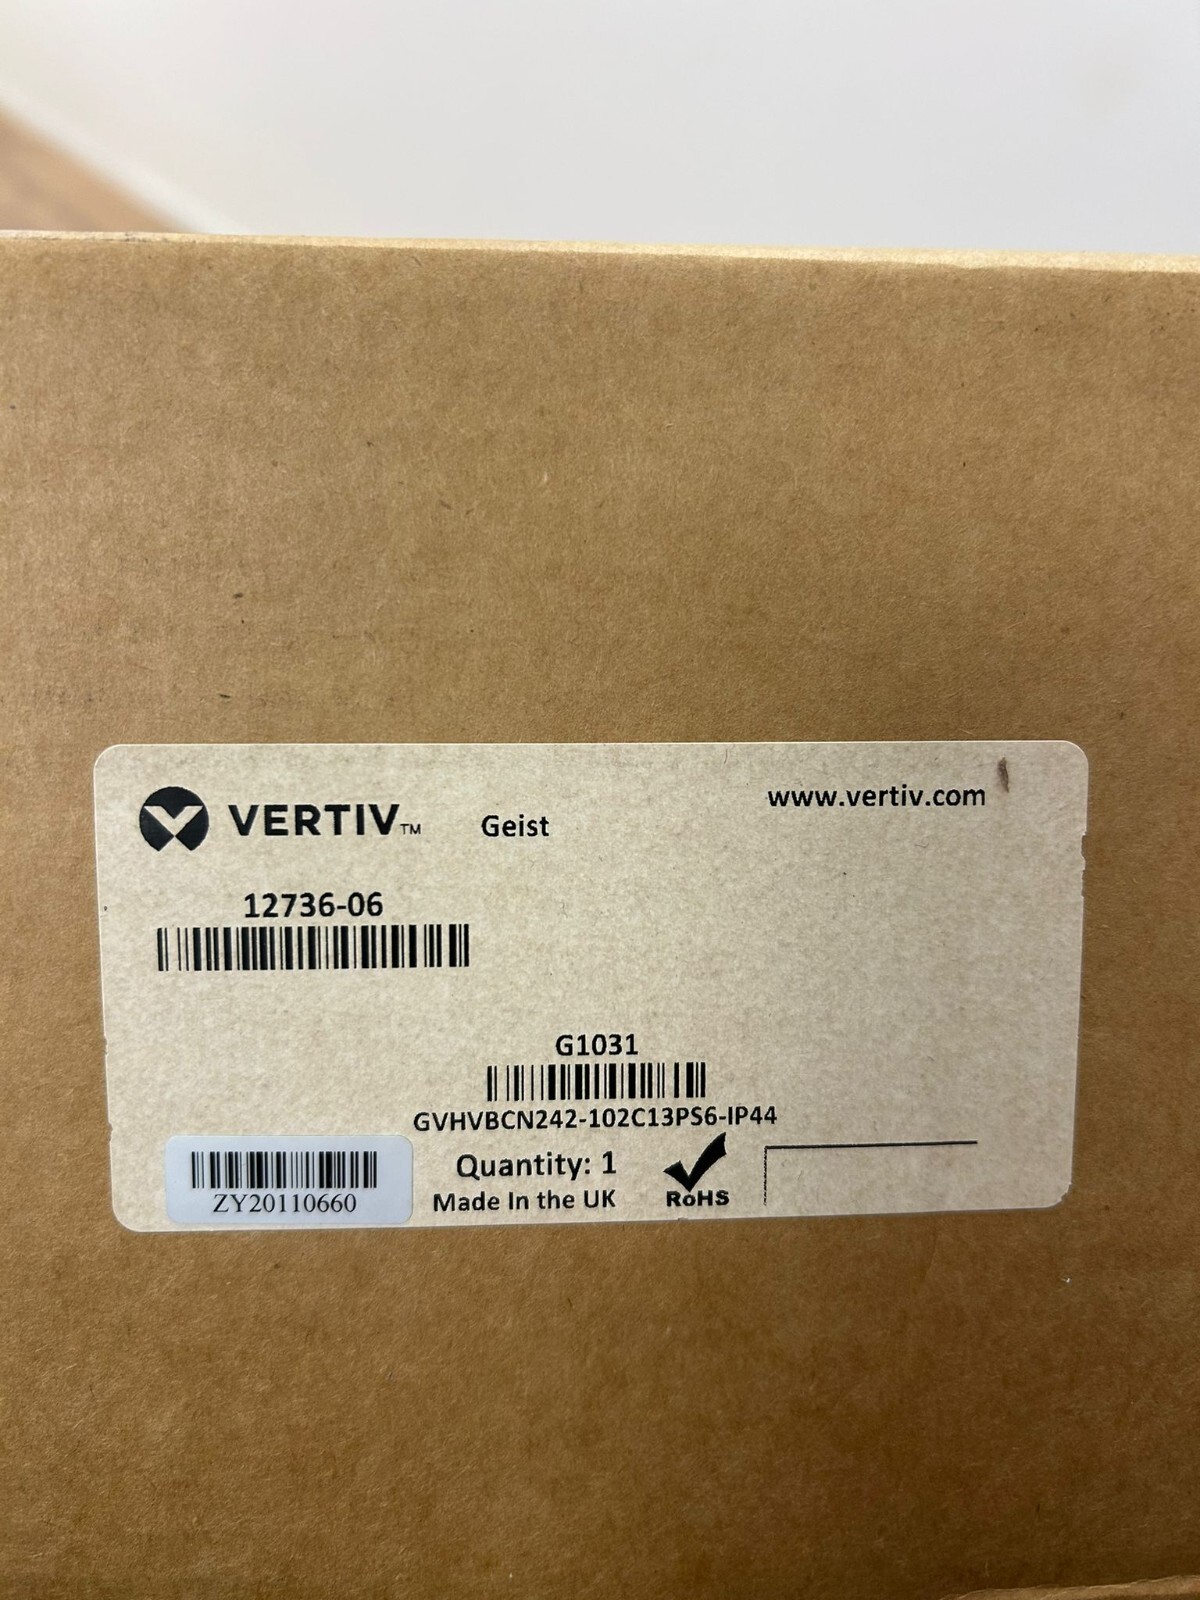 VERTIV™
Geist
www.vertiv.com
12736-06
G1031
GVHVBCN242-102C13PS6-IP44
Quantity: 1
Made In the UK
RoHS
ZY20110660